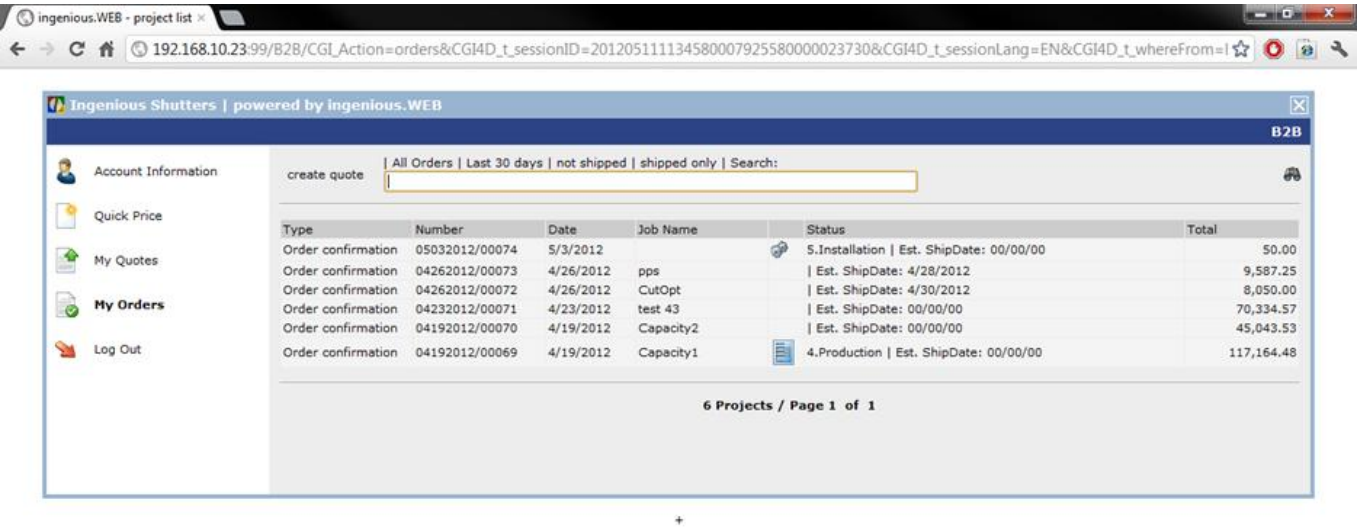 ingenious.WEB - project list
192.168.10.23:99/B2B/CGI_Action=orders&CGI4D_t_sessionID=20120511113458000792558000002373​0&CGI4D_t_sessionLang=EN&CGI4D_t_whereFrom=l
Ingenious Shutters | powered by ingenious.WEB
B2B
Account Information
Quick Price
My Quotes
My Orders
Log Out
create quote | All Orders | Last 30 days | not shipped | shipped only | Search:
Type Number Date Job Name Status Total
Order confirmation 05032012/00074 5/3/2012 5.Installation | Est. ShipDate: 00/00/00 50.00
Order confirmation 04262012/00073 4/26/2012 pps | Est. ShipDate: 4/28/2012 9,587.25
Order confirmation 04262012/00072 4/26/2012 CutOpt | Est. ShipDate: 4/30/2012 8,050.00
Order confirmation 04232012/00071 4/23/2012 test 43 | Est. ShipDate: 00/00/00 70,334.57
Order confirmation 04192012/00070 4/19/2012 Capacity2 | Est. ShipDate: 00/00/00 45,043.53
Order confirmation 04192012/00069 4/19/2012 Capacity1 4.Production | Est. ShipDate: 00/00/00 117,164.48
6 Projects / Page 1 of 1
+